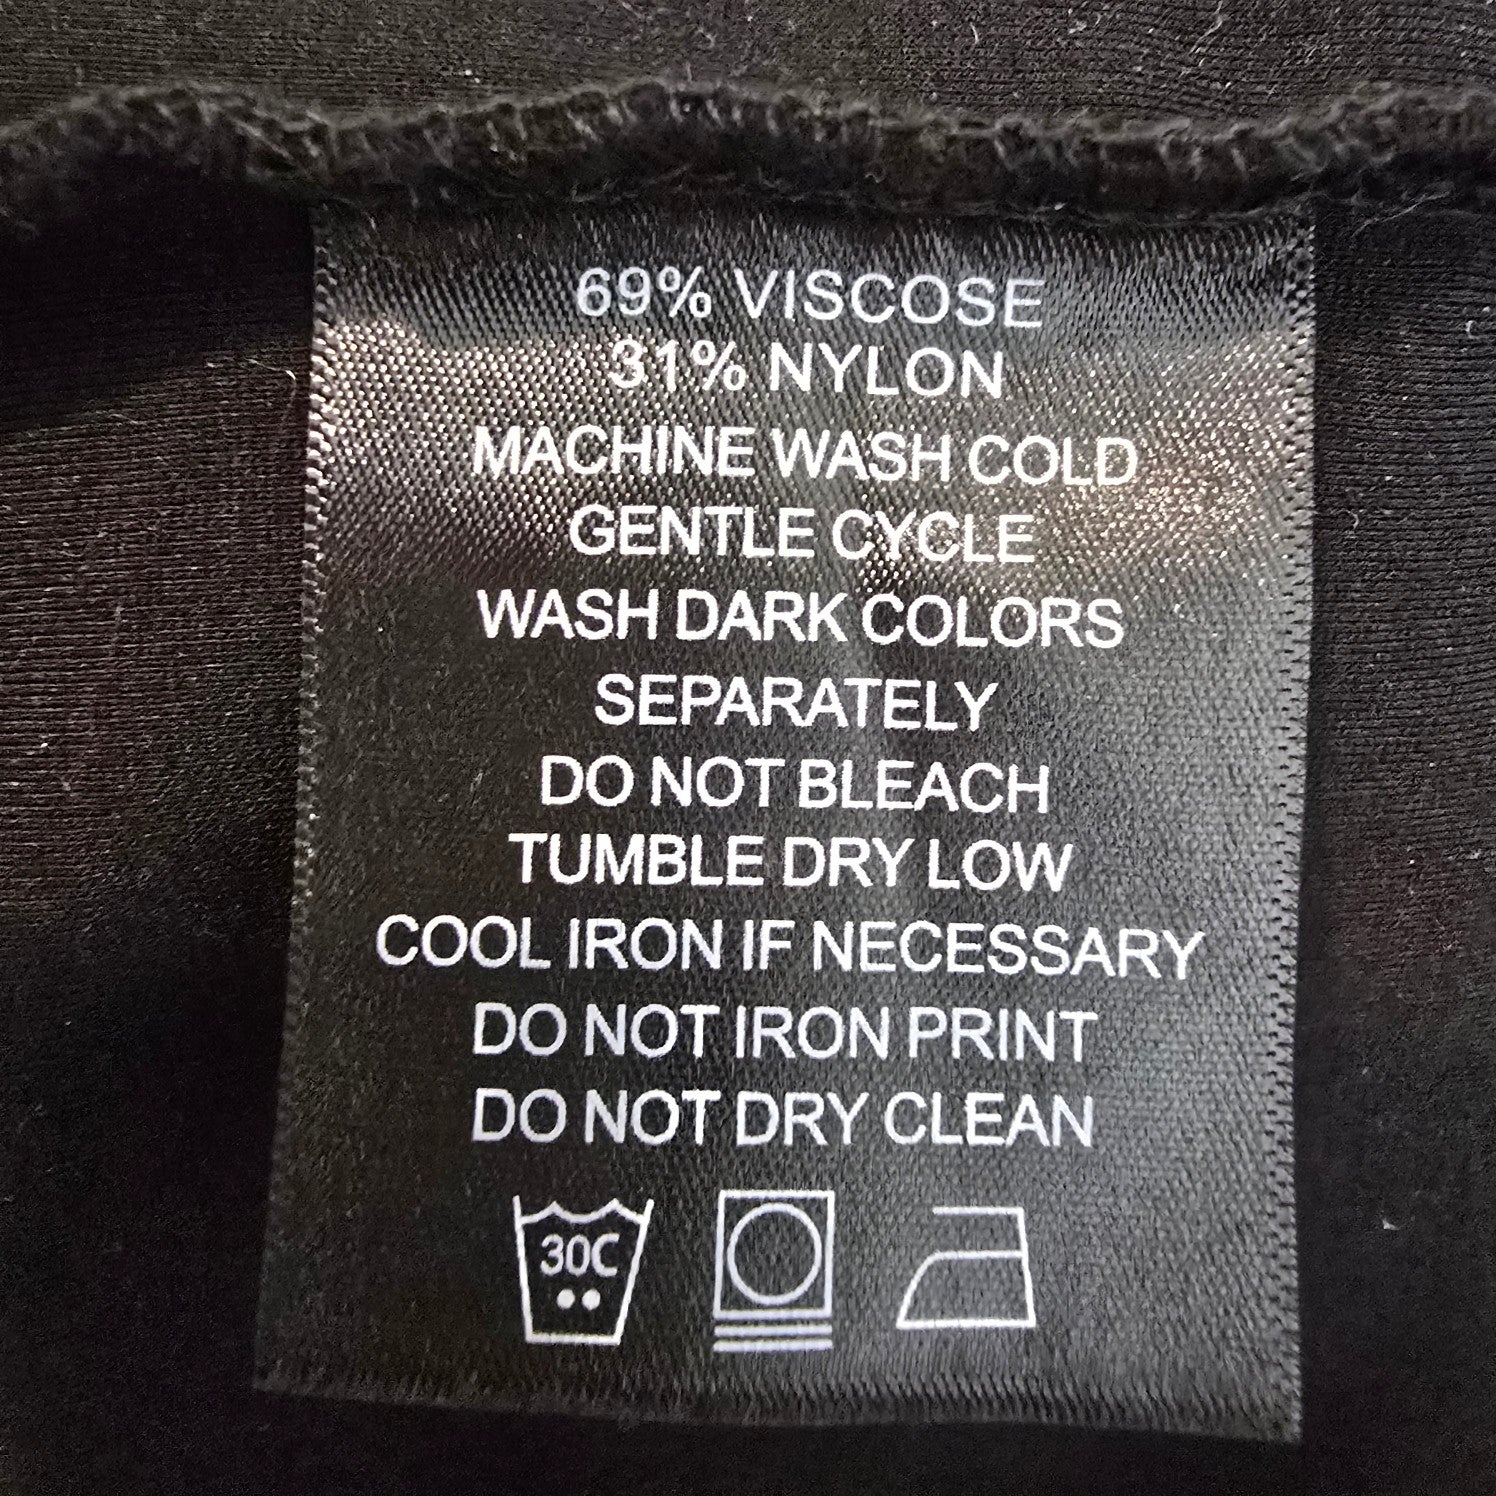 69% VISCOSE
31% NYLON
MACHINE WASH COLD
GENTLE CYCLE
WASH DARK COLORS
SEPARATELY
DO NOT BLEACH
TUMBLE DRY LOW
COOL IRON IF NECESSARY
DO NOT IRON PRINT
DO NOT DRY CLEAN
30C